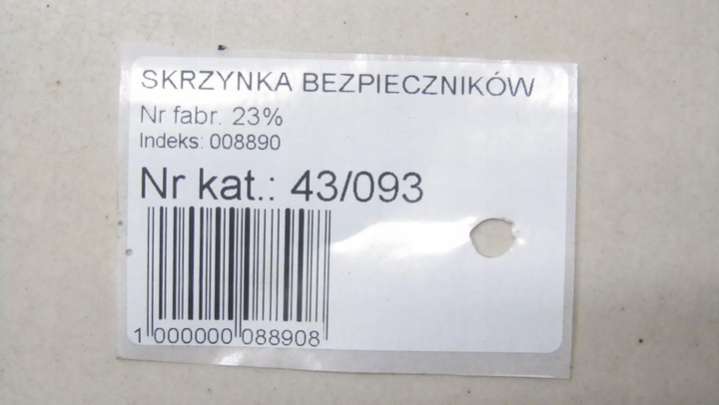 SKRZYNKA BEZPIECZNIKÓW
Nr fabr. 23%
Indeks: 008890
Nr kat.: 43/093
1 000000 088908